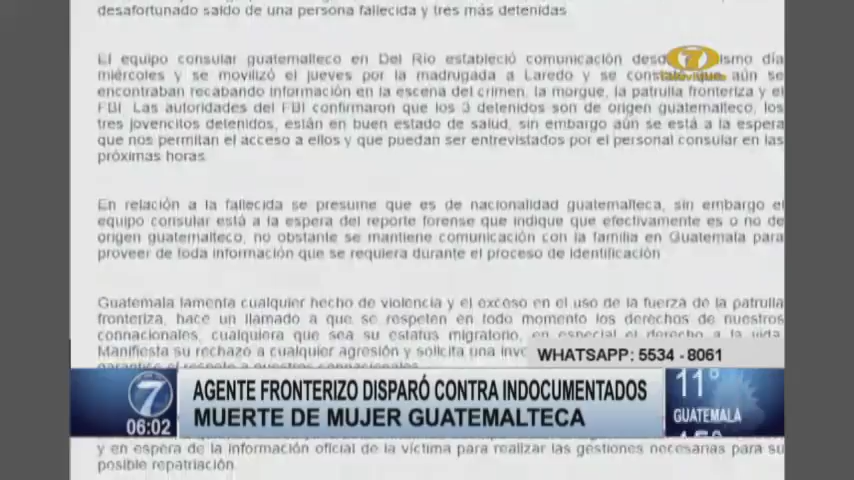 desafortunado saldo de una persona fallecida y tres más detenidas.
7
El equipo consular guatemalteco en Del Rio estableció comunicación mismo día
miércoles y se movilizó el jueves por la madrugada a Laredo y se constató que aún se
encontraban recabando información en la escena del crimen, la morgue, la patrulla fronteriza y el
FBI. Las autoridades del FBI confirmaron que los 3 detenidos son de origen guatemalteco, los
tres jovencitos detenidos, están en buen estado de salud, sin embargo aún se está a la espera
que nos permitan el acceso a ellos y que puedan ser entrevistados por el personal consular en las
próximas horas.
En relación a la fallecida se presume que es de nacionalidad guatemalteca, sin embargo el
equipo consular está a la espera del reporte forense que indique que efectivamente es o no de
origen guatemalteco, no obstante se mantiene comunicación con la familia en Guatemala para
proveer de toda información que se requiera durante el proceso de identificación.
Guatemala lamenta cualquier hecho de violencia y el exceso en el uso de la fuerza de la patrulla
fronteriza, hace un llamado a que se respeten en todo momento los derechos de nuestros
connacionales, cualquiera que sea su estatus migratorio, en especial el derecho a la vida.
Manifiesta su rechazo a cualquier agresión y solicita una
WHATSAPP: 5534 - 8061
7
06:02
AGENTE FRONTERIZO DISPARÓ CONTRA INDOCUMENTADOS
MUERTE DE MUJER GUATEMALTECA
11°
GUATEMALA
y en espera de la información oficial de la víctima para realizar las gestiones necesarias para su
posible repatriación.